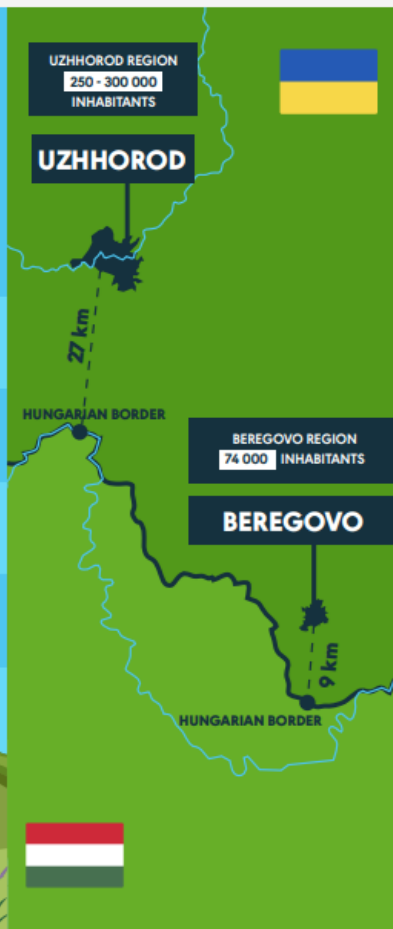 UZHHOROD REGION
250 - 300 000
INHABITANTS
UZHHOROD
27 km
HUNGARIAN BORDER
BEREGOVO REGION
74 000 INHABITANTS
BEREGOVO
9 km
HUNGARIAN BORDER